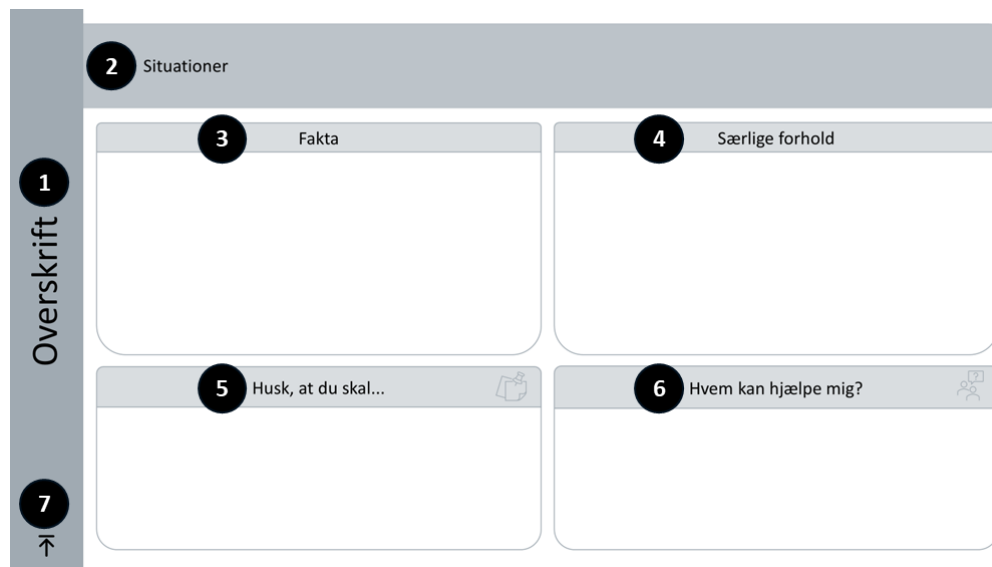 1
Overskrift
7
2 Situationer
3 Fakta
4 Særlige forhold
5 Husk, at du skal...
6 Hvem kan hjælpe mig?
?